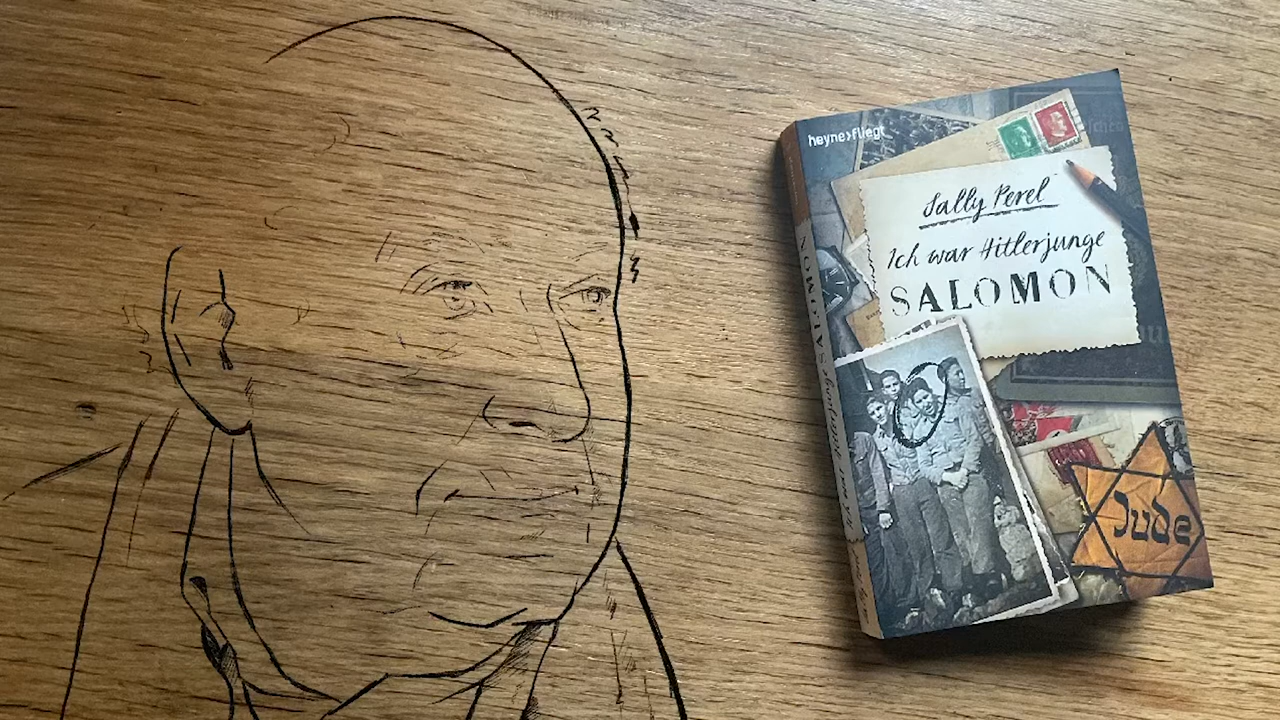 heyne>fliegt
Sally Perel
Ich war Hitlerjunge
SALOMON
Jude
SALOMON